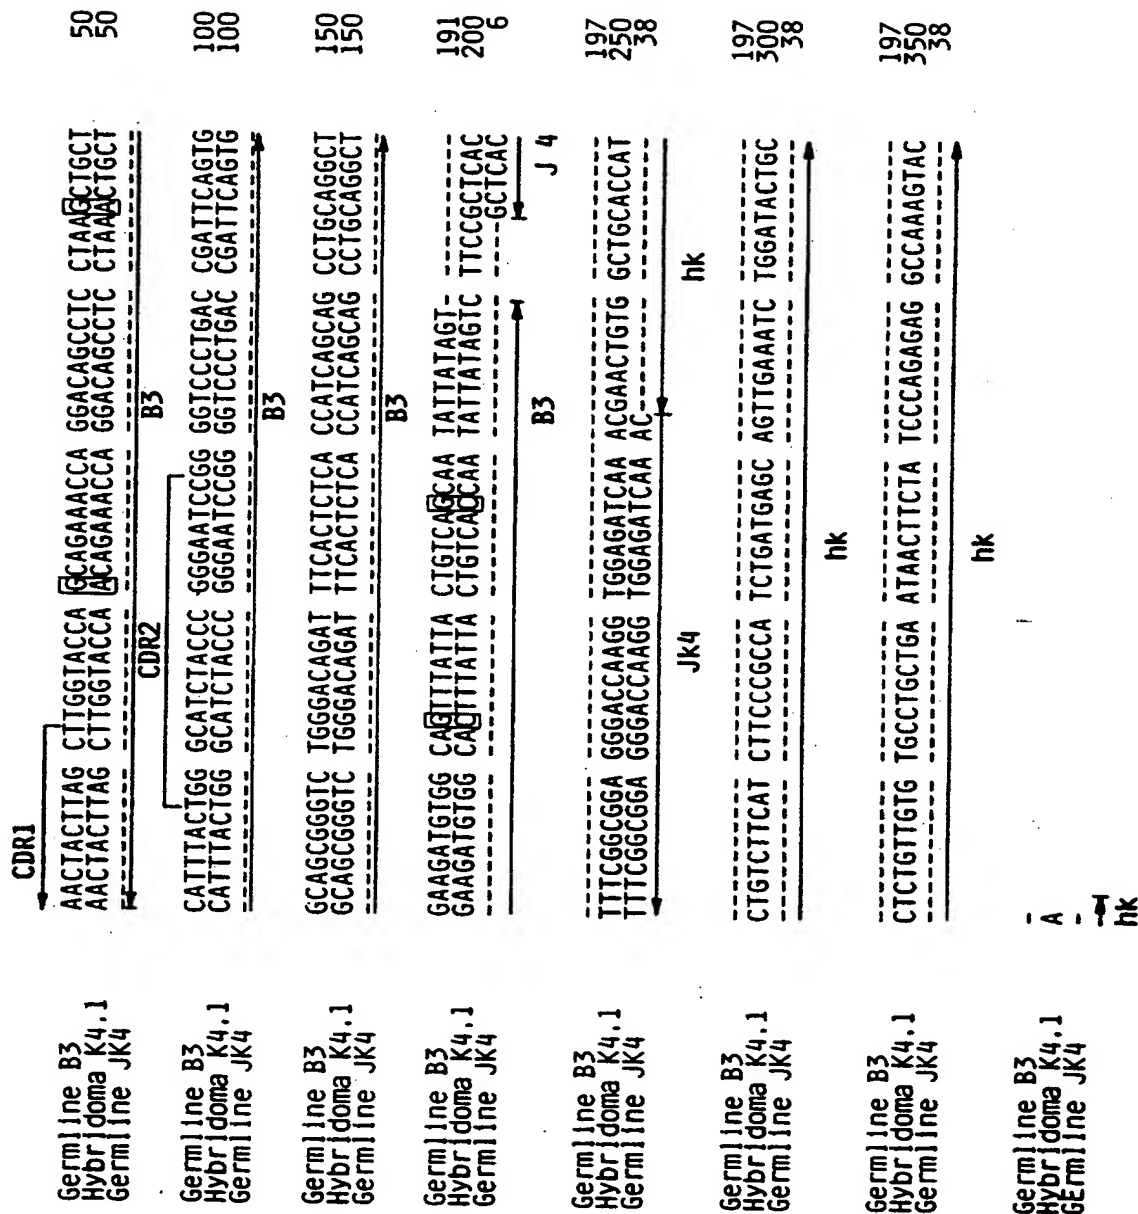 CDR1
Germline B3 AACTACTTAG CTTGGTACCA GCAGAAACCA GGACAGCCTC CTAAGCTGCT 50
Hybridoma K4.1 AACTACTTAG CTTGGTACCA ACAGAAACCA GGACAGCCTC CTAAACTGCT 50
Germline JK4 ---------- ---------- ---------- ---------- ----------
B3
CDR2
Germline B3 CATTTACTGG GCATCTACCC GGGAATCCGG GGTCCCTGAC CGATTCAGTG 100
Hybridoma K4.1 CATTTACTGG GCATCTACCC GGGAATCCGG GGTCCCTGAC CGATTCAGTG 100
Germline JK4 ---------- ---------- ---------- ---------- ----------
B3
Germline B3 GCAGCGGGTC TGGGACAGAT TTCACTCTCA CCATCAGCAG CCTGCAGGCT 150
Hybridoma K4.1 GCAGCGGGTC TGGGACAGAT TTCACTCTCA CCATCAGCAG CCTGCAGGCT 150
Germline JK4 ---------- ---------- ---------- ---------- ----------
B3
Germline B3 GAAGATGTGG CAGTTTATTA CTGTCAGCAA TATTATAGT- ---------- 191
Hybridoma K4.1 GAAGATGTGG CACTTTATTA CTGTCACCAA TATTATAGTC TTCCGCTCAC 200
Germline JK4 ---------- ---------- ---------- ---------- ----GCTCAC 6
B3 J 4
Germline B3 ---------- ---------- ---------- ---------- ---------- 197
Hybridoma K4.1 TTTCGGCGGA GGGACCAAGG TGGAGATCAA ACGAACTGTG GCTGCACCAT 250
Germline JK4 TTTCGGCGGA GGGACCAAGG TGGAGATCAA AC-------- ---------- 38
Jk4 hk
Germline B3 ---------- ---------- ---------- ---------- ---------- 197
Hybridoma K4.1 CTGTCTTCAT CTTCCCGCCA TCTGATGAGC AGTTGAAATC TGGATACTGC 300
Germline JK4 ---------- ---------- ---------- ---------- ---------- 38
hk
Germline B3 ---------- ---------- ---------- ---------- ---------- 197
Hybridoma K4.1 CTCTGTTGTG TGCCTGCTGA ATAACTTCTA TCCCAGAGAG GCCAAAGTAC 350
Germline JK4 ---------- ---------- ---------- ---------- ---------- 38
hk
Germline B3 -
Hybridoma K4.1 A
GErmline JK4 -
hk